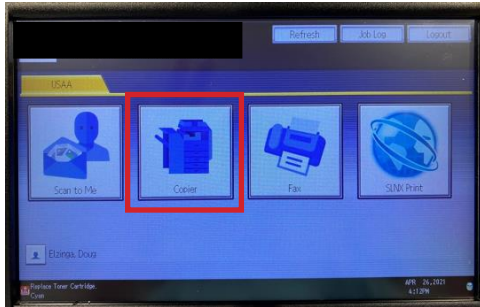 Refresh
Job Log
Logout
USAA
Scan to Me
Copier
Fax
SLNX Print
Elzinga, Doug
Replace Toner Cartridge.
Cyan
APR 26,2021
4:12PM